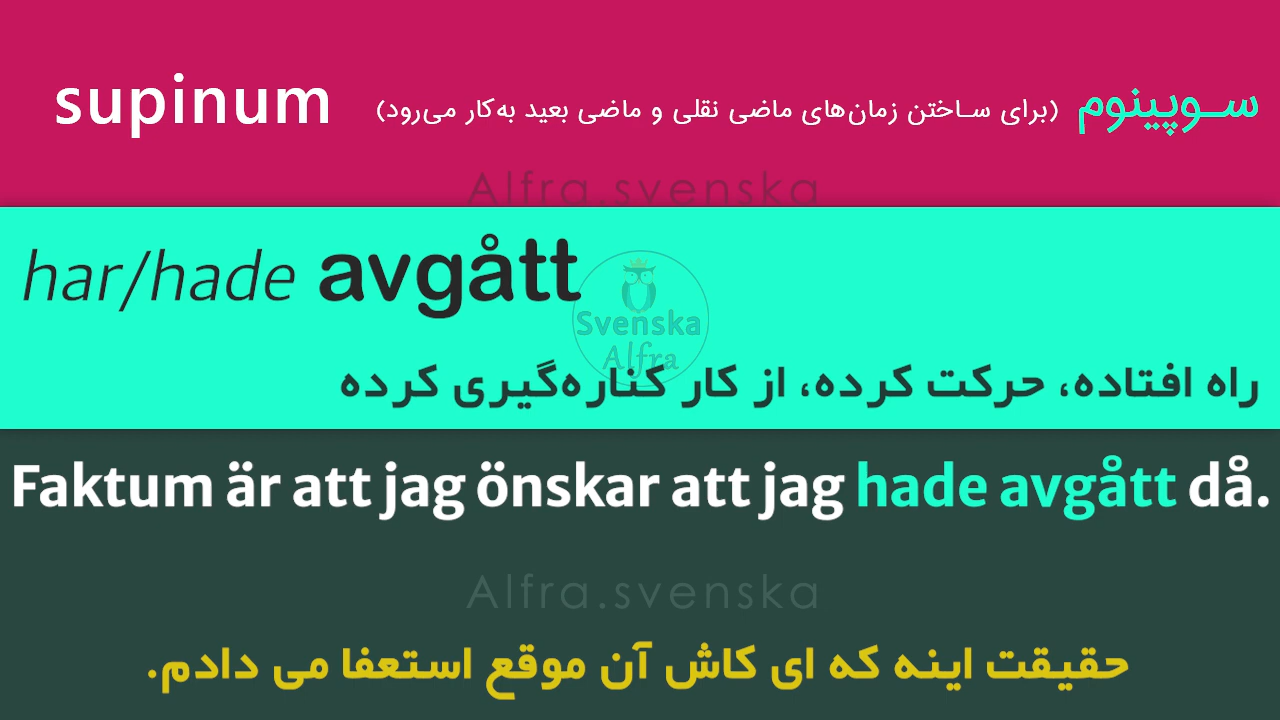 supinum سوپینوم (برای ساختن زمان‌های ماضی نقلی و ماضی بعید به‌کار می‌رود)
Alfra.svenska
har/hade avgått
Svenska
Alfra
راه افتاده، حرکت کرده، از کار کناره‌گیری کرده
Faktum är att jag önskar att jag hade avgått då.
Alfra.svenska
حقیقت اینه که ای کاش آن موقع استعفا می دادم.